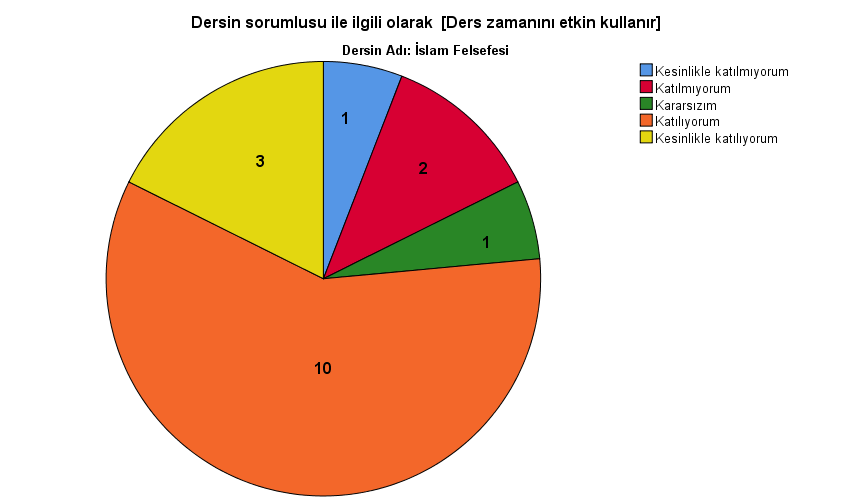 Dersin sorumlusu ile ilgili olarak  [Ders zamanını etkin kullanır]
Dersin Adı: İslam Felsefesi
Kesinlikle katılmıyorum
Katılmıyorum
Kararsızım
Katılıyorum
Kesinlikle katılıyorum
1
3
2
1
10